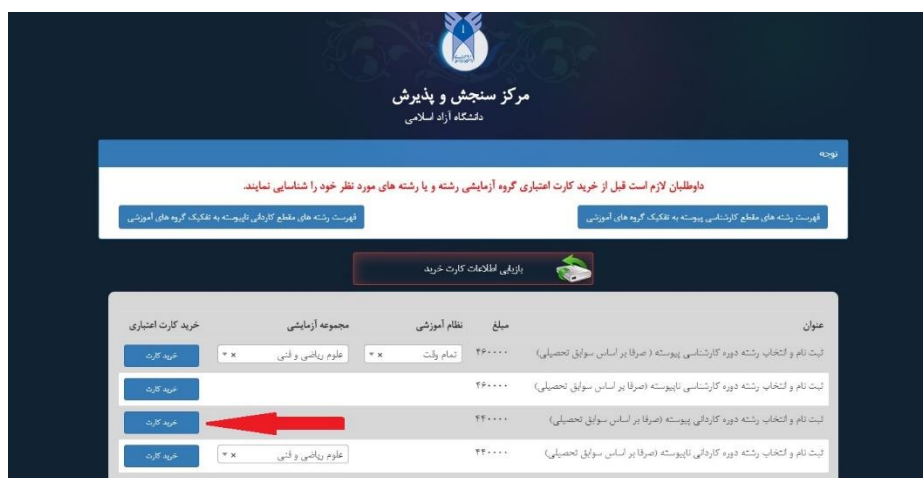 مرکز سنجش و پذیرش
دانشگاه آزاد اسلامی
توجه
داوطلبان لازم است قبل از خرید کارت اعتباری گروه آزمایشی رشته و یا رشته های مورد نظر خود را شناسایی نمایند.
فهرست رشته های مقطع کارشناسی پیوسته به تفکیک گروه های آموزشی
فهرست رشته های مقطع کاردانی ناپیوسته به تفکیک گروه های آموزشی
بازیابی اطلاعات کارت خرید
عنوان مبلغ نظام آموزشی مجموعه آزمایشی خرید کارت اعتباری
ثبت نام و انتخاب رشته دوره کارشناسی پیوسته ( صرفا بر اساس سوابق تحصیلی) ۴۶۰۰۰۰ تمام وقت × علوم ریاضی و فنی × خرید کارت
ثبت نام و انتخاب رشته دوره کارشناسی ناپیوسته (صرفا بر اساس سوابق تحصیلی) ۴۶۰۰۰۰ خرید کارت
ثبت نام و انتخاب رشته دوره کاردانی پیوسته (صرفا بر اساس سوابق تحصیلی) ۴۴۰۰۰۰ خرید کارت
ثبت نام و انتخاب رشته دوره کاردانی ناپیوسته (صرفا بر اساس سوابق تحصیلی) ۴۴۰۰۰۰ علوم ریاضی و فنی × خرید کارت